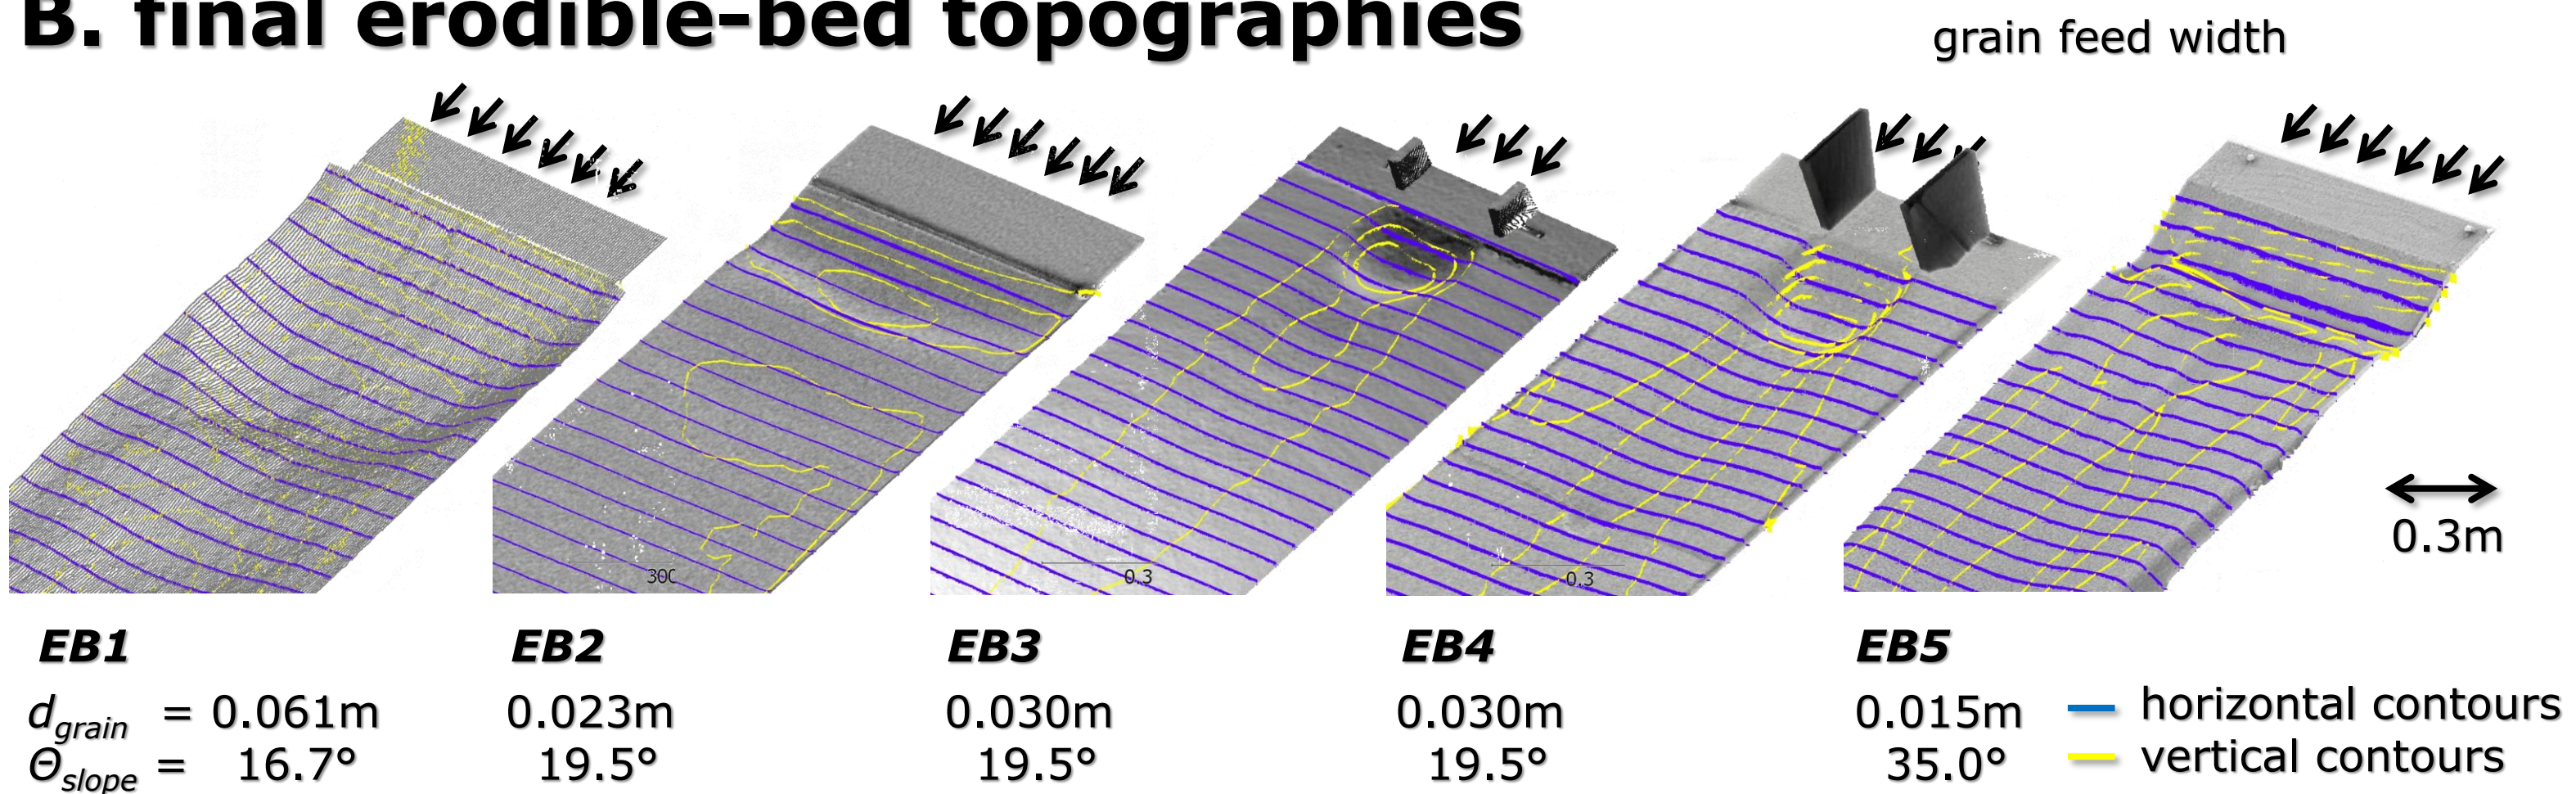 B. final erodible-bed topographies
grain feed width
300
0.3
0.3
0.3m
EB1 EB2 EB3 EB4 EB5
d_grain = 0.061m 0.023m 0.030m 0.030m 0.015m
Θ_slope = 16.7° 19.5° 19.5° 19.5° 35.0°
horizontal contours
vertical contours